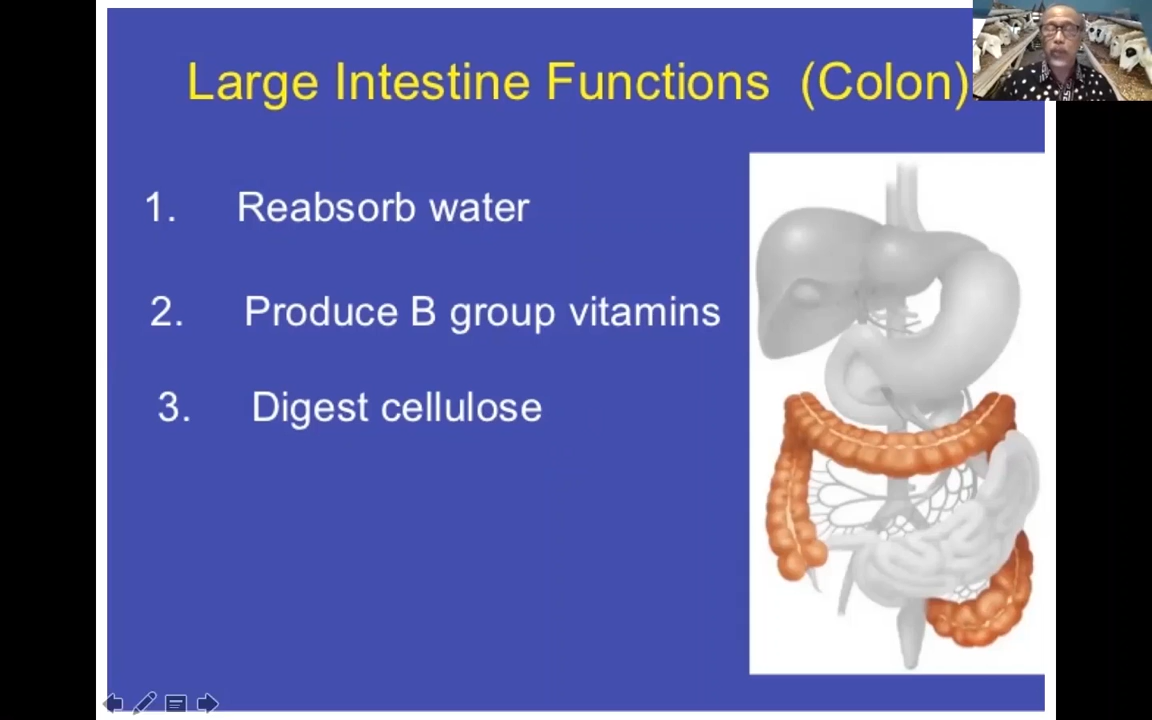 Large Intestine Functions (Colon)
1. Reabsorb water
2. Produce B group vitamins
3. Digest cellulose